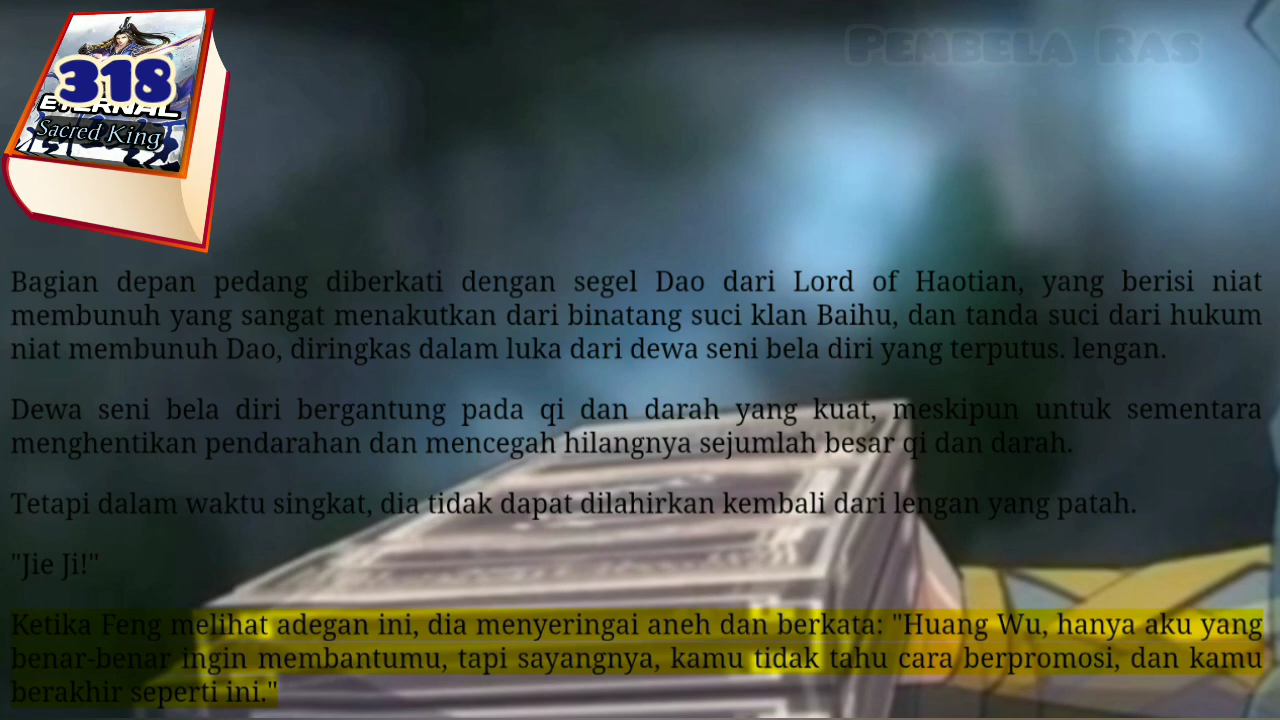 Pembela Ras
318
ETERNAL
Sacred King
Bagian depan pedang diberkati dengan segel Dao dari Lord of Haotian, yang berisi niat
membunuh yang sangat menakutkan dari binatang suci klan Baihu, dan tanda suci dari hukum
niat membunuh Dao, diringkas dalam luka dari dewa seni bela diri yang terputus. lengan.
Dewa seni bela diri bergantung pada qi dan darah yang kuat, meskipun untuk sementara
menghentikan pendarahan dan mencegah hilangnya sejumlah besar qi dan darah.
Tetapi dalam waktu singkat, dia tidak dapat dilahirkan kembali dari lengan yang patah.
"Jie Ji!"
Ketika Feng melihat adegan ini, dia menyeringai aneh dan berkata: "Huang Wu, hanya aku yang
benar-benar ingin membantumu, tapi sayangnya, kamu tidak tahu cara berpromosi, dan kamu
berakhir seperti ini."